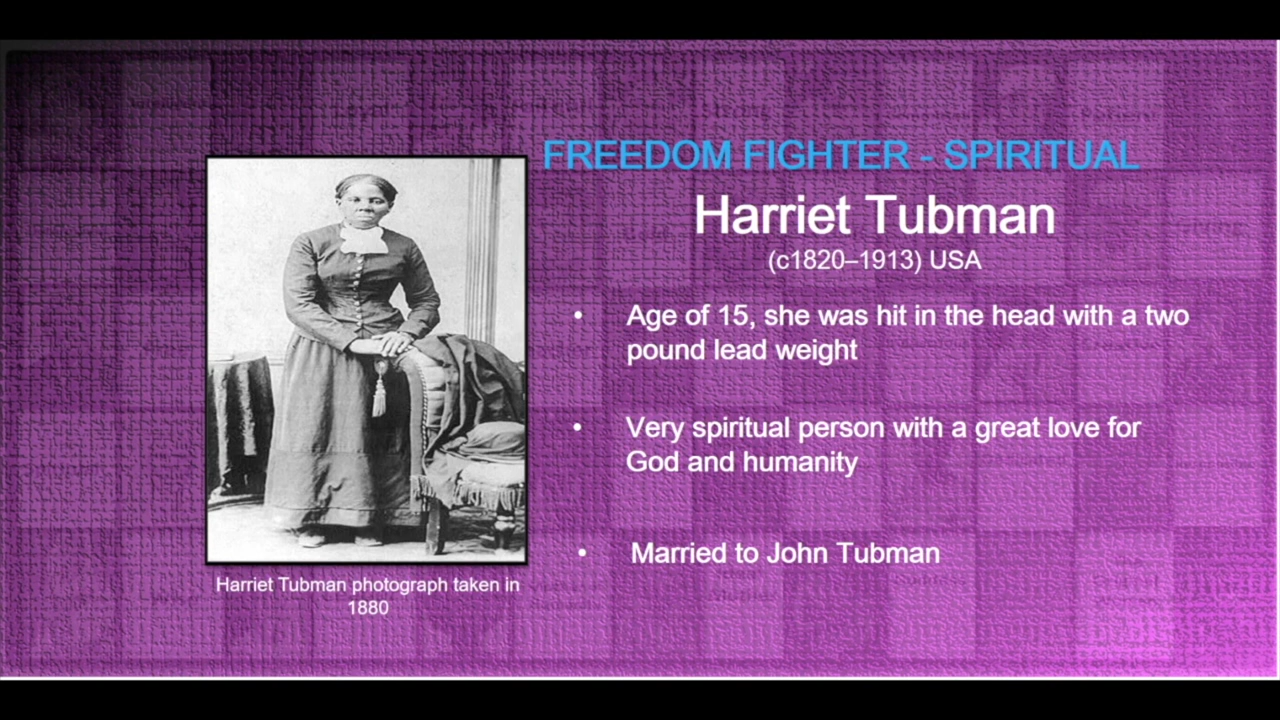 FREEDOM FIGHTER - SPIRITUAL
Harriet Tubman
(c1820–1913) USA
• Age of 15, she was hit in the head with a two
pound lead weight
• Very spiritual person with a great love for
God and humanity
• Married to John Tubman
Harriet Tubman photograph taken in
1880